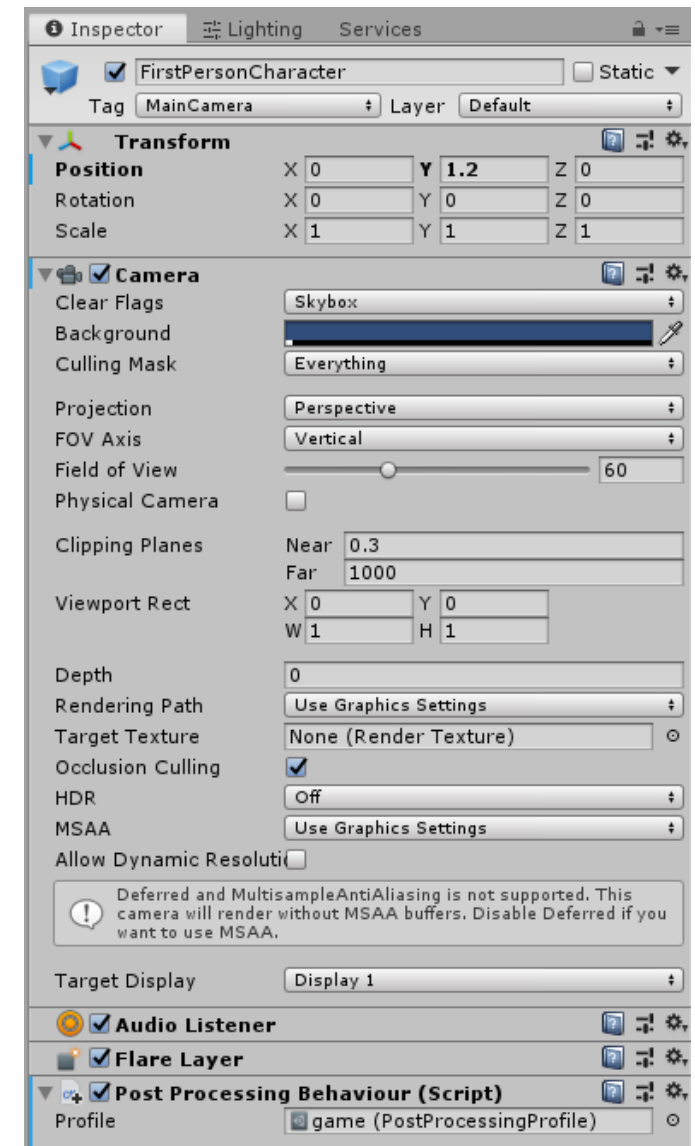 Inspector Lighting Services
FirstPersonCharacter Static
Tag MainCamera Layer Default
Transform
Position X 0 Y 1.2 Z 0
Rotation X 0 Y 0 Z 0
Scale X 1 Y 1 Z 1
Camera
Clear Flags Skybox
Background
Culling Mask Everything
Projection Perspective
FOV Axis Vertical
Field of View 60
Physical Camera
Clipping Planes Near 0.3
Far 1000
Viewport Rect X 0 Y 0
W 1 H 1
Depth 0
Rendering Path Use Graphics Settings
Target Texture None (Render Texture)
Occlusion Culling
HDR Off
MSAA Use Graphics Settings
Allow Dynamic Resoluti
Deferred and MultisampleAntiAliasing is not supported. This
camera will render without MSAA buffers. Disable Deferred if you
want to use MSAA.
Target Display Display 1
Audio Listener
Flare Layer
Post Processing Behaviour (Script)
Profile game (PostProcessingProfile)